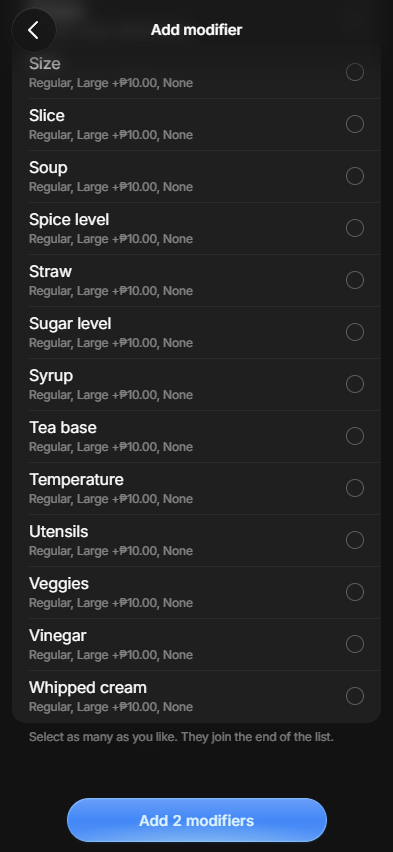 Add modifier
Size
Regular, Large +₱10.00, None
Slice
Regular, Large +₱10.00, None
Soup
Regular, Large +₱10.00, None
Spice level
Regular, Large +₱10.00, None
Straw
Regular, Large +₱10.00, None
Sugar level
Regular, Large +₱10.00, None
Syrup
Regular, Large +₱10.00, None
Tea base
Regular, Large +₱10.00, None
Temperature
Regular, Large +₱10.00, None
Utensils
Regular, Large +₱10.00, None
Veggies
Regular, Large +₱10.00, None
Vinegar
Regular, Large +₱10.00, None
Whipped cream
Regular, Large +₱10.00, None
Select as many as you like. They join the end of the list.
Add 2 modifiers